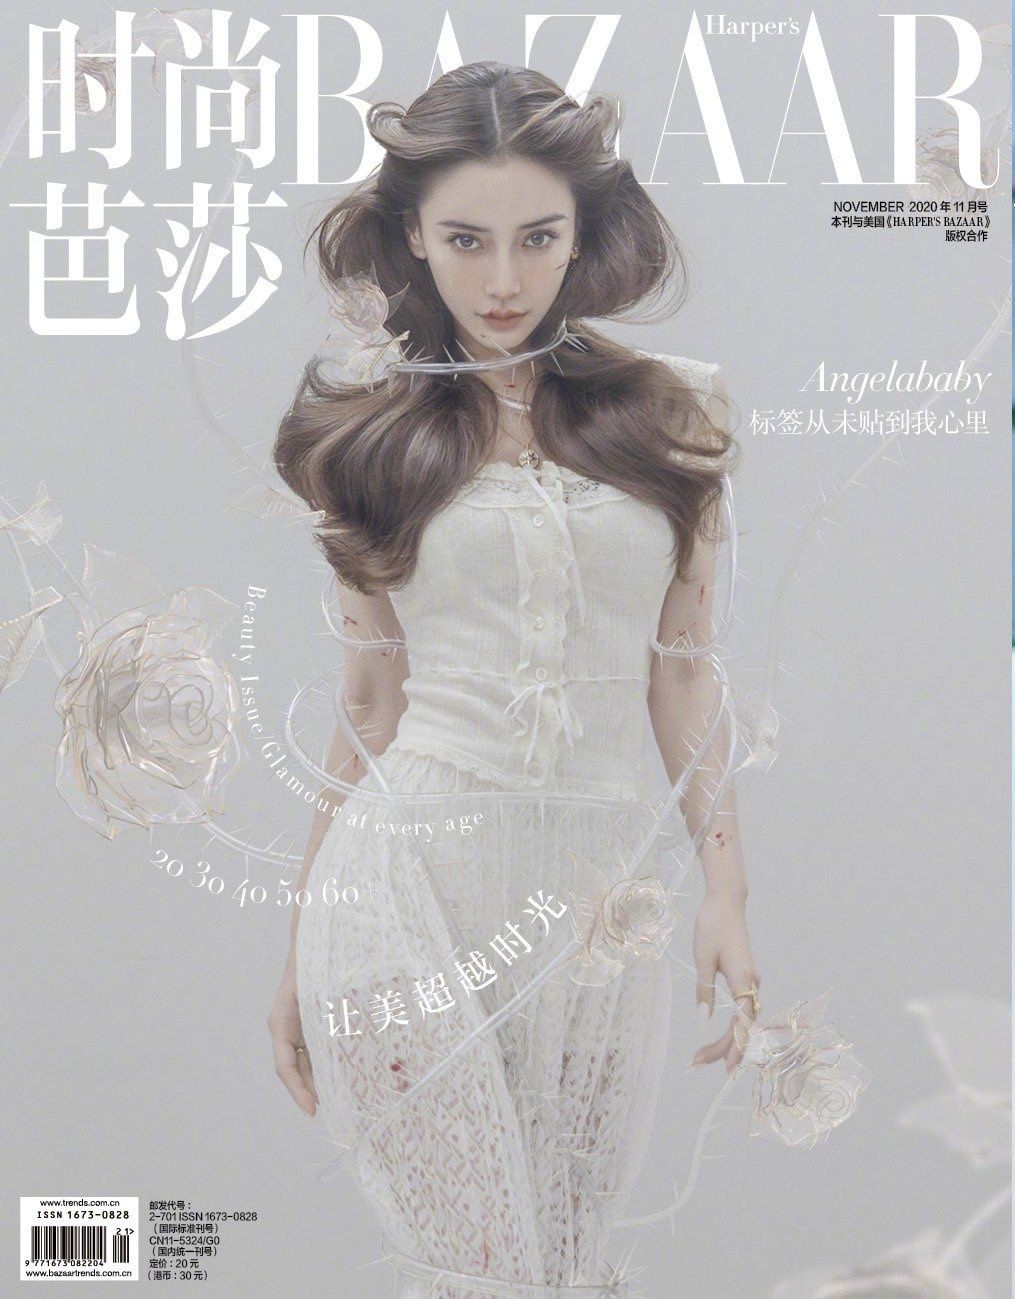 时尚
芭莎
BAZAAR
Harper's
NOVEMBER 2020 年 11 月号
本刊与美国《HARPER'S BAZAAR》
版权合作
Angelababy
标签从未贴到我心里
Beauty Issue/Glamour at every age
20 30 40 50 60+
让美超越时光
www.trends.com.cn
ISSN 1673-0828
21>
9 771673 082204
www.bazaartrends.com.cn
邮发代号：
2-701 ISSN 1673-0828
（国际标准刊号）
CN11-5324/G0
（国内统一刊号）
定价：20 元
（港币：30 元）